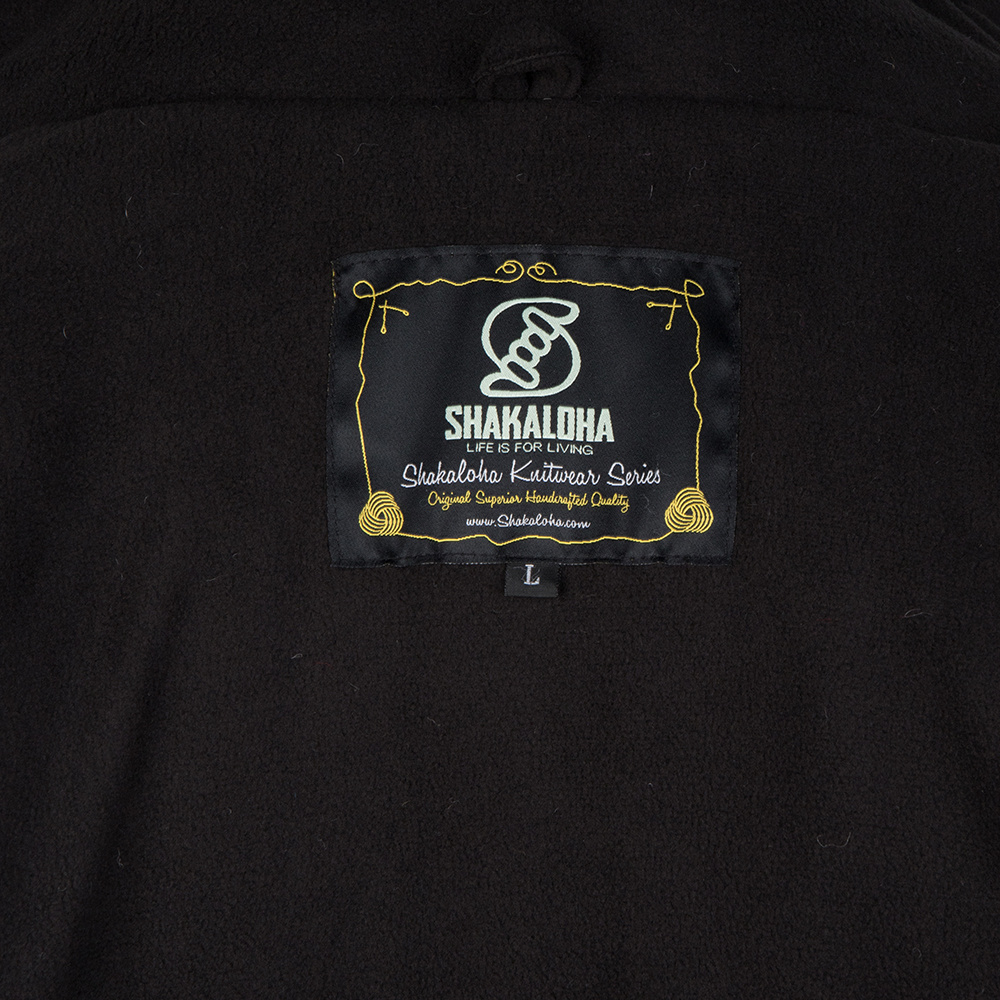 SHAKALOHA
LIFE IS FOR LIVING
Shakaloha Knitwear Series
Original Superior Handcrafted Quality
www.Shakaloha.com
L